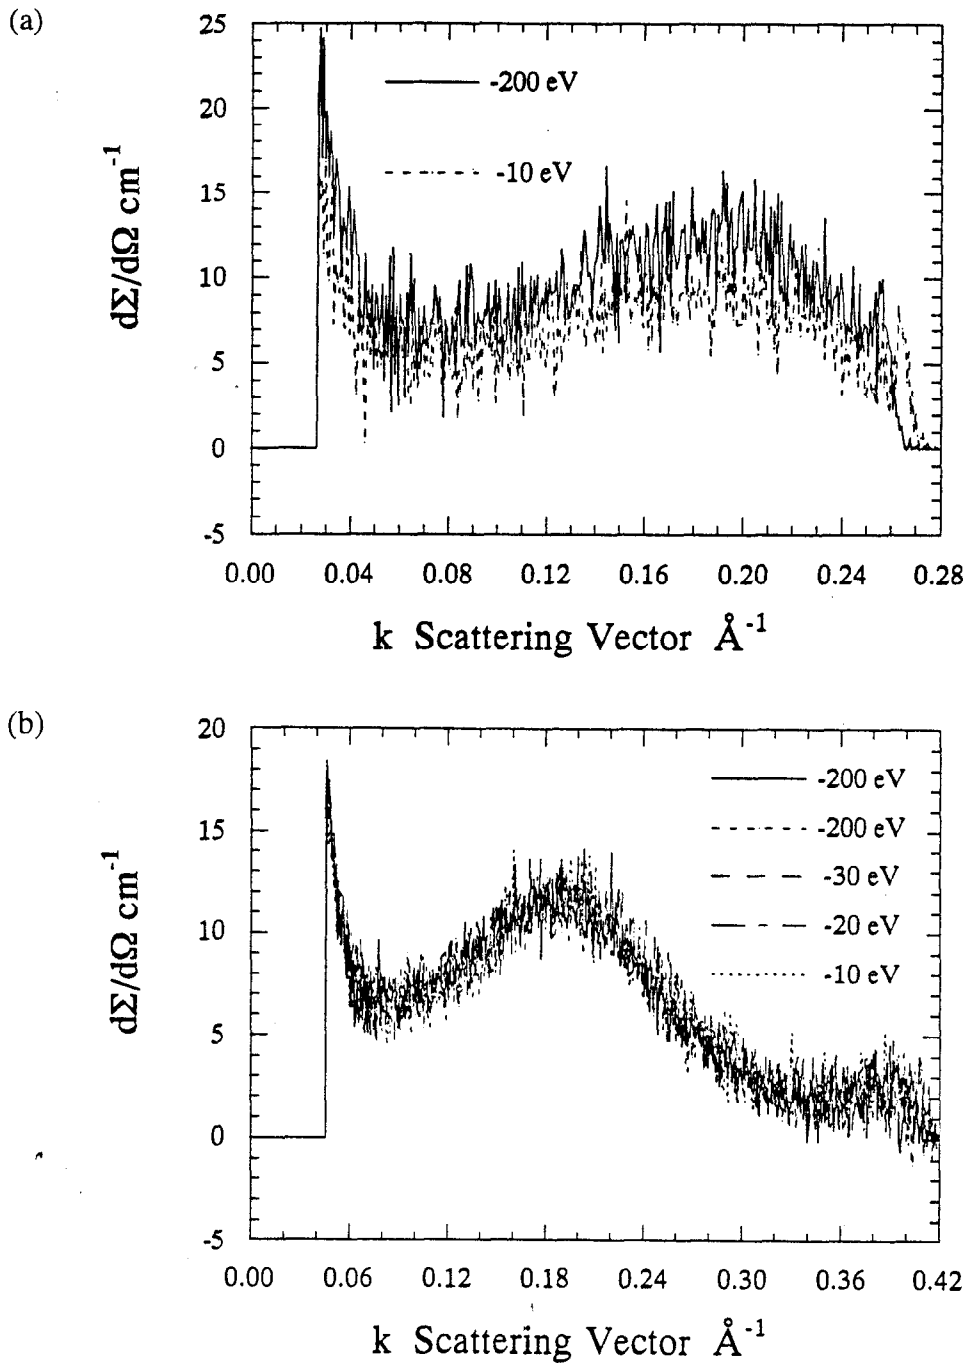 (a)
25
20
15
10
5
0
-5
dΣ/dΩ cm⁻¹
-200 eV
-10 eV
0.00 0.04 0.08 0.12 0.16 0.20 0.24 0.28
k Scattering Vector Å⁻¹
(b)
20
15
10
5
0
-5
dΣ/dΩ cm⁻¹
-200 eV
-200 eV
-30 eV
-20 eV
-10 eV
0.00 0.06 0.12 0.18 0.24 0.30 0.36 0.42
k Scattering Vector Å⁻¹